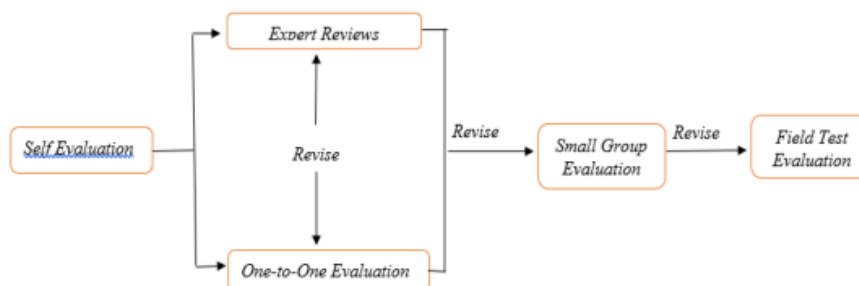 Expert Reviews
Self Evaluation
Revise
Revise
Small Group
Evaluation
Revise
Field Test
Evaluation
One-to-One Evaluation